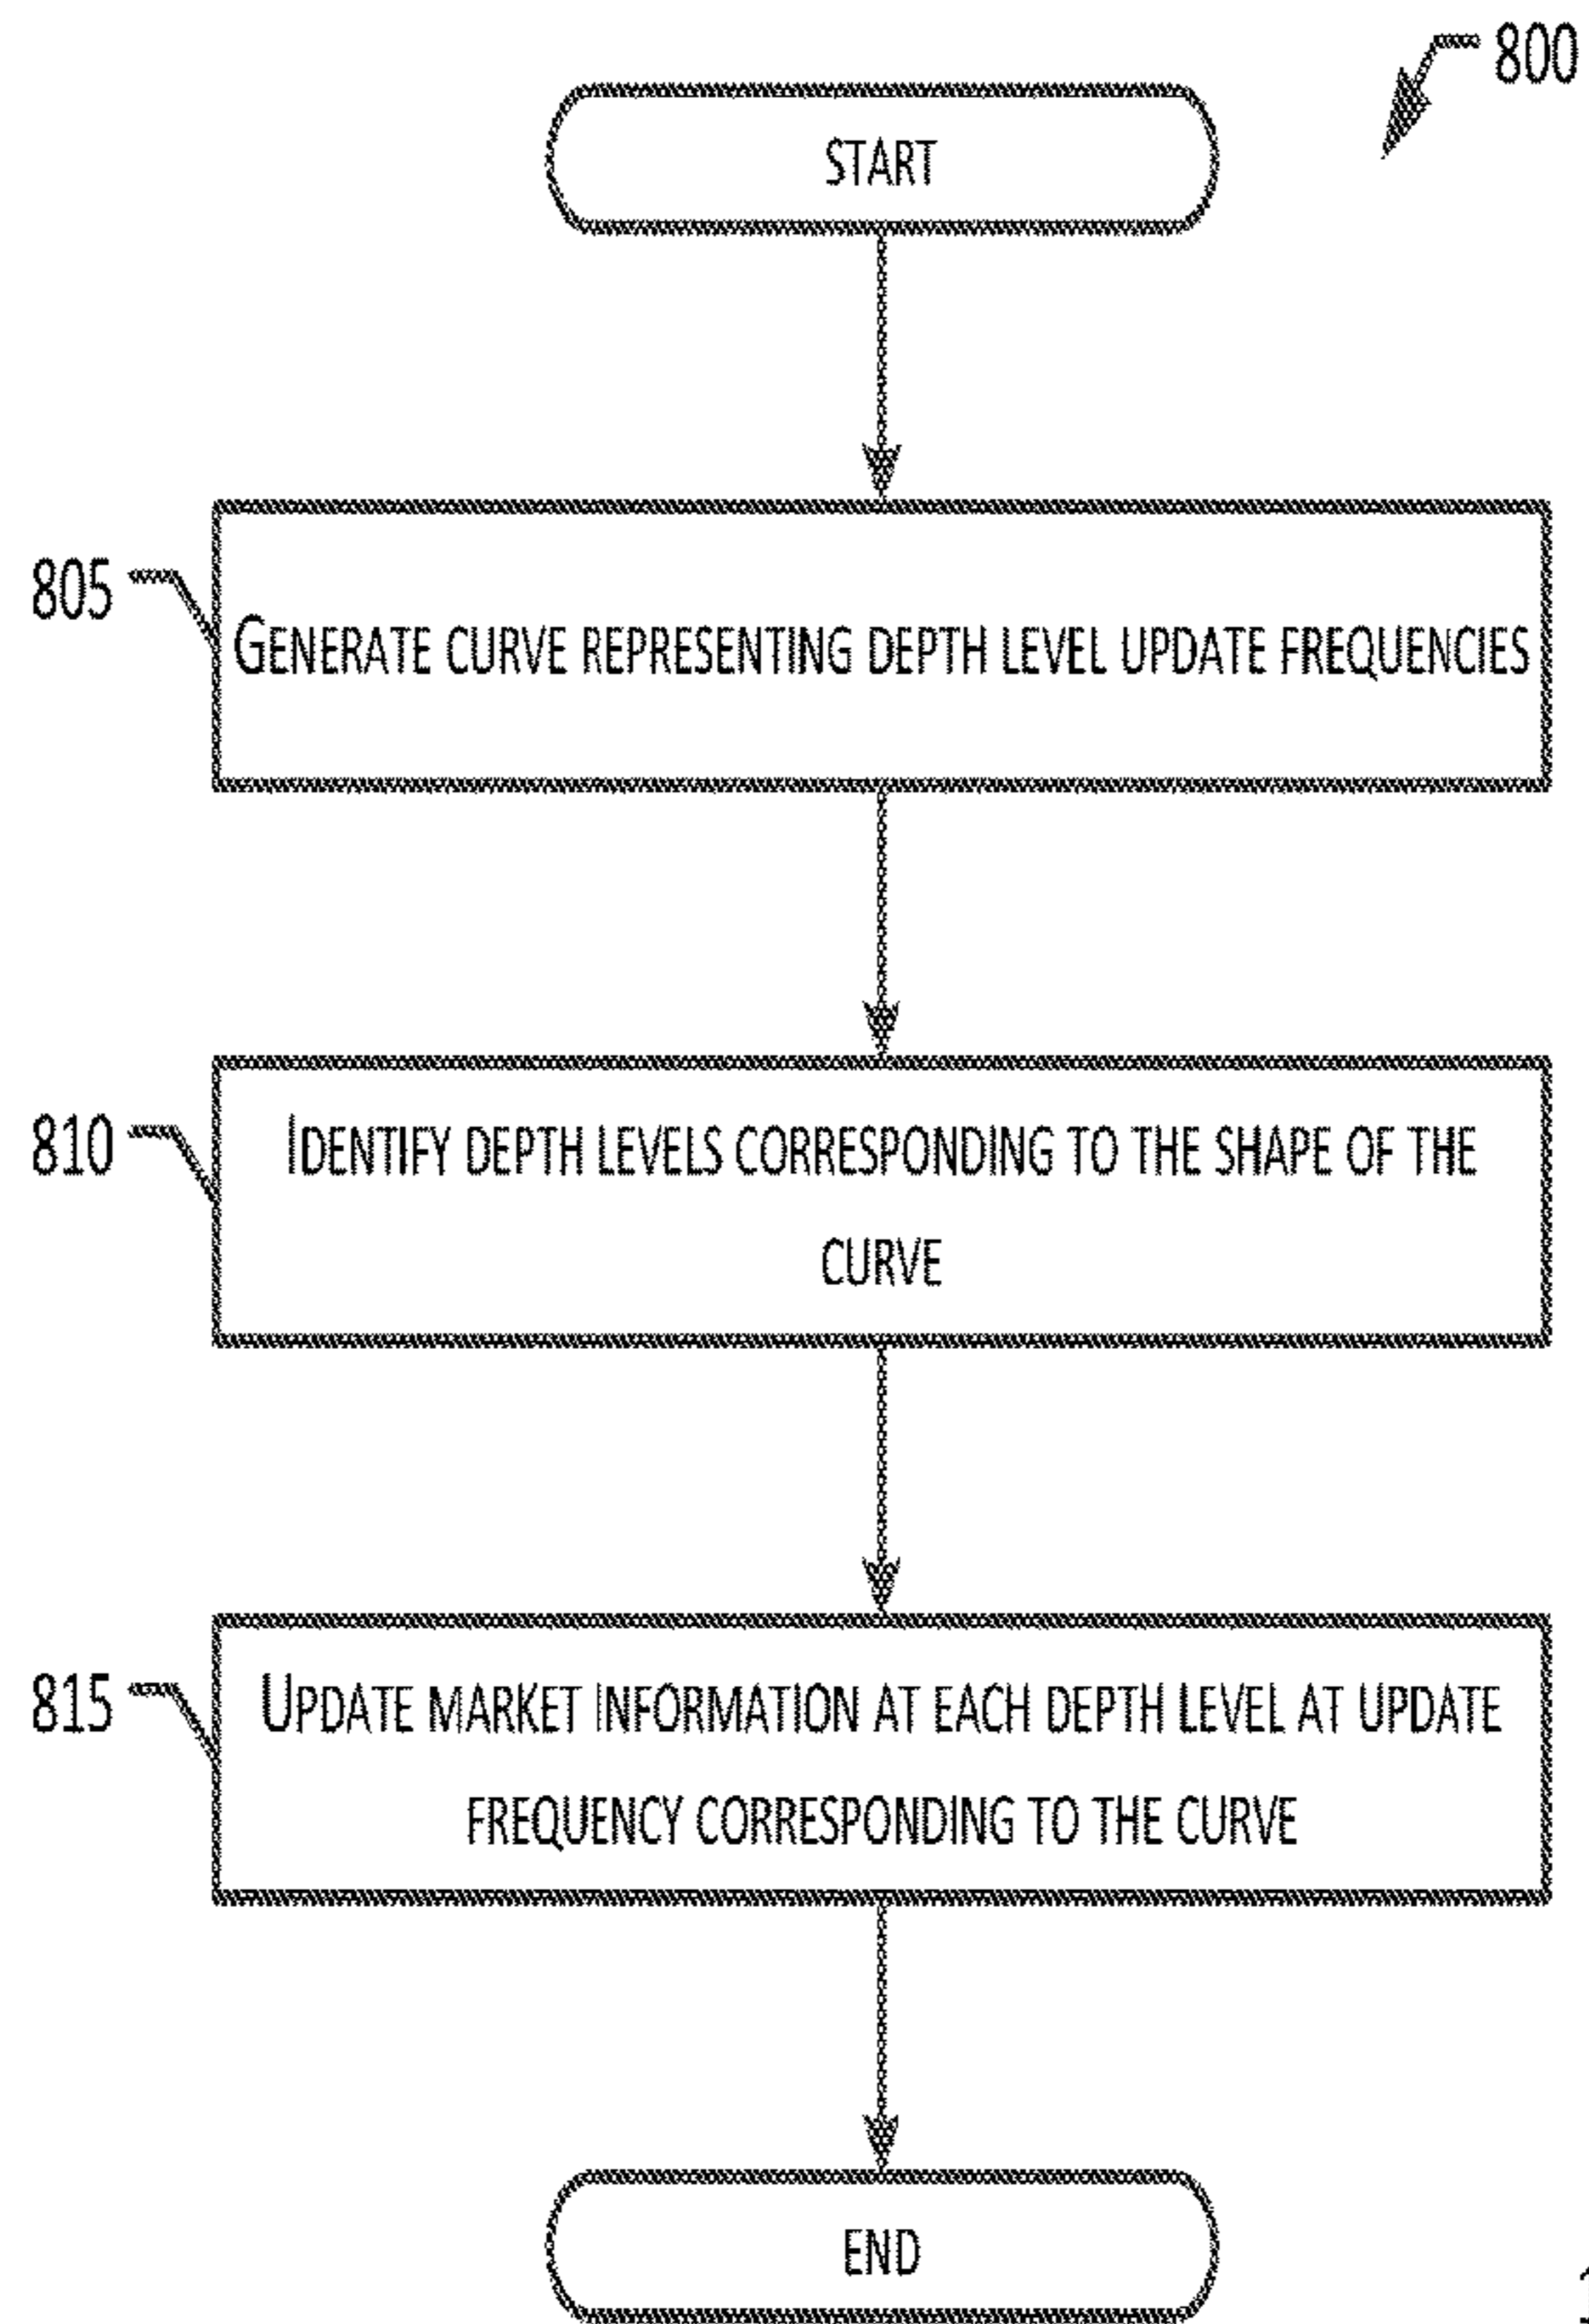 800
START
805
GENERATE CURVE REPRESENTING DEPTH LEVEL UPDATE FREQUENCIES
810
IDENTIFY DEPTH LEVELS CORRESPONDING TO THE SHAPE OF THE
CURVE
815
UPDATE MARKET INFORMATION AT EACH DEPTH LEVEL AT UPDATE
FREQUENCY CORRESPONDING TO THE CURVE
END